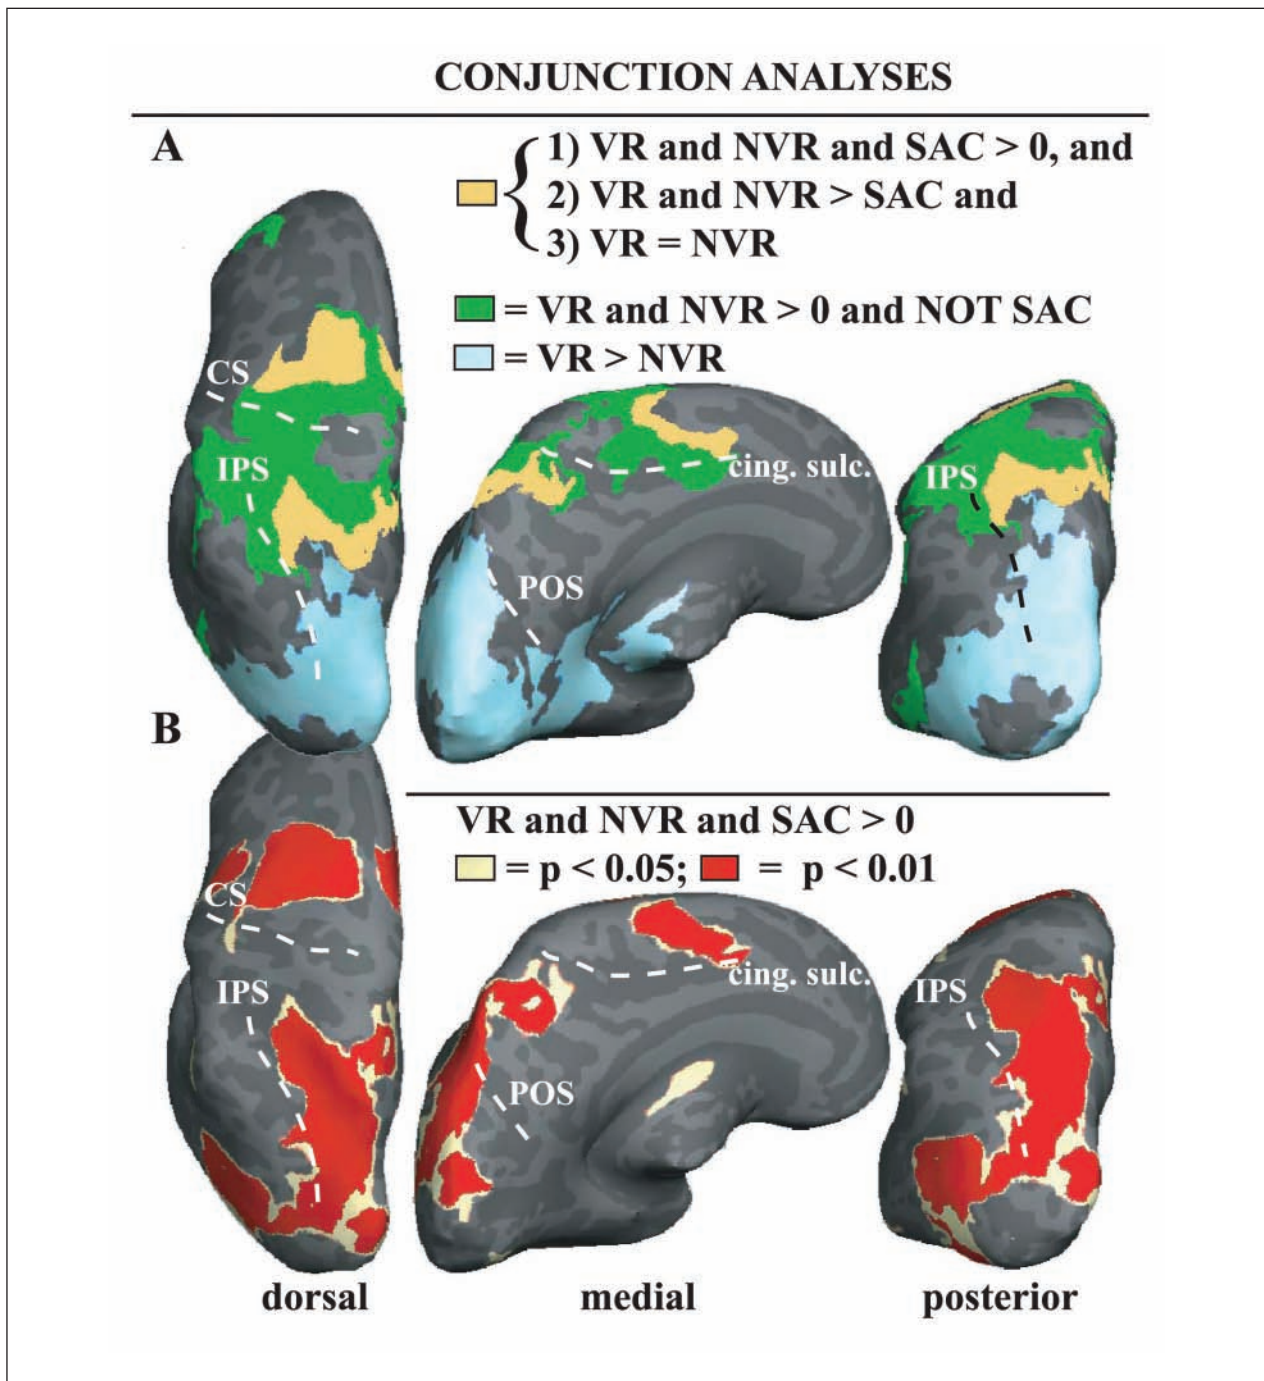 CONJUNCTION ANALYSES
A
1) VR and NVR and SAC > 0, and
2) VR and NVR > SAC and
3) VR = NVR
= VR and NVR > 0 and NOT SAC
= VR > NVR
CS
IPS
cing. sulc.
POS
IPS
B
VR and NVR and SAC > 0
= p < 0.05; = p < 0.01
CS
IPS
cing. sulc.
POS
IPS
dorsal
medial
posterior